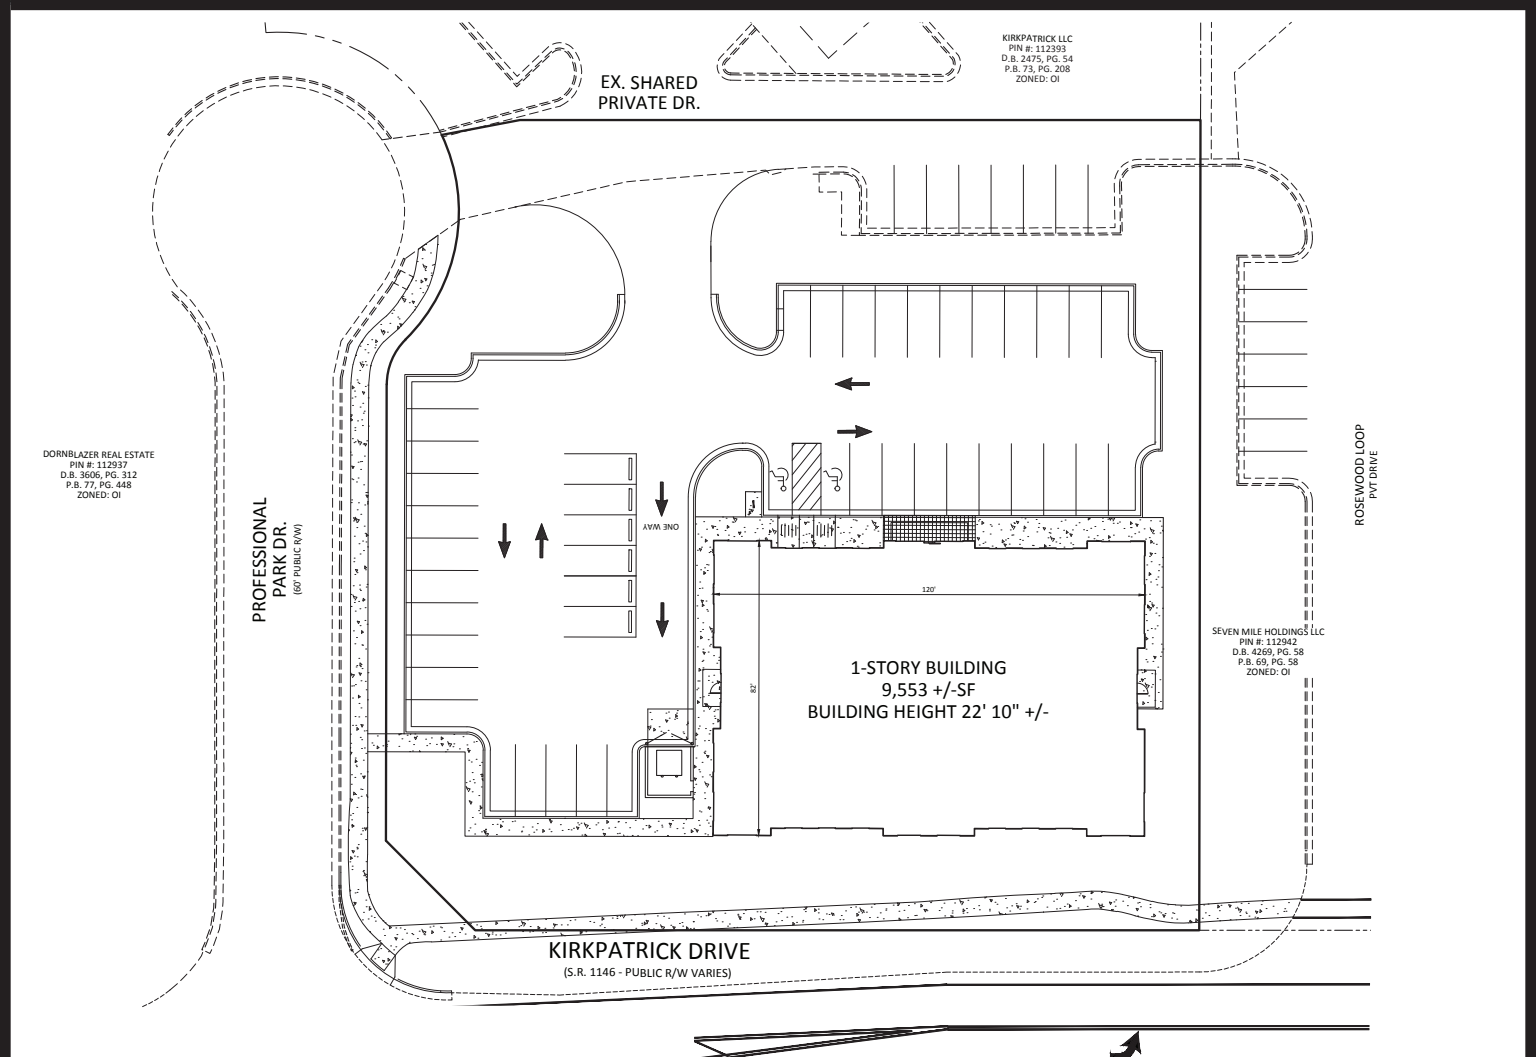 KIRKPATRICK LLC
PIN #: 112393
D.B. 2475, PG. 54
P.B. 73, PG. 208
ZONED: OI
EX. SHARED
PRIVATE DR.
DORNBLAZER REAL ESTATE
PIN #: 112937
D.B. 3606, PG. 312
P.B. 77, PG. 448
ZONED: OI
PROFESSIONAL
PARK DR.
(60' PUBLIC R/W)
ONE WAY
ROSEWOOD LOOP
PVT DRIVE
120'
82'
1-STORY BUILDING
9,553 +/-SF
BUILDING HEIGHT 22' 10" +/-
SEVEN MILE HOLDINGS LLC
PIN #: 112942
D.B. 4269, PG. 58
P.B. 69, PG. 58
ZONED: OI
KIRKPATRICK DRIVE
(S.R. 1146 - PUBLIC R/W VARIES)